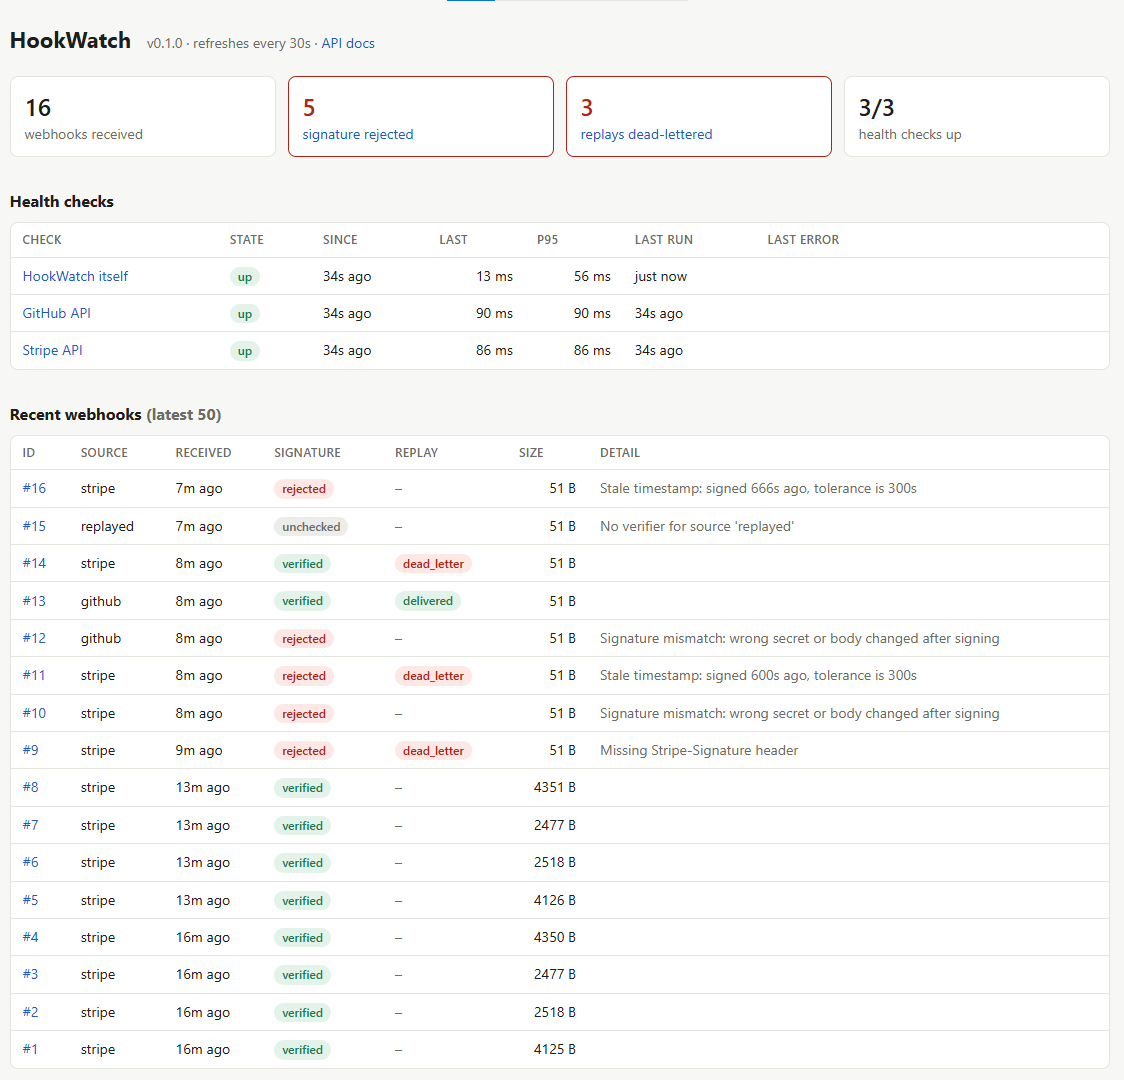 HookWatch v0.1.0 · refreshes every 30s · API docs
16 5 3 3/3
webhooks received signature rejected replays dead-lettered health checks up
Health checks
CHECK STATE SINCE LAST P95 LAST RUN LAST ERROR
HookWatch itself up 34s ago 13 ms 56 ms just now
GitHub API up 34s ago 90 ms 90 ms 34s ago
Stripe API up 34s ago 86 ms 86 ms 34s ago
Recent webhooks (latest 50)
ID SOURCE RECEIVED SIGNATURE REPLAY SIZE DETAIL
#16 stripe 7m ago rejected – 51 B Stale timestamp: signed 666s ago, tolerance is 300s
#15 replayed 7m ago unchecked – 51 B No verifier for source 'replayed'
#14 stripe 8m ago verified dead_letter 51 B
#13 github 8m ago verified delivered 51 B
#12 github 8m ago rejected – 51 B Signature mismatch: wrong secret or body changed after signing
#11 stripe 8m ago rejected dead_letter 51 B Stale timestamp: signed 600s ago, tolerance is 300s
#10 stripe 8m ago rejected – 51 B Signature mismatch: wrong secret or body changed after signing
#9 stripe 9m ago rejected dead_letter 51 B Missing Stripe-Signature header
#8 stripe 13m ago verified – 4351 B
#7 stripe 13m ago verified – 2477 B
#6 stripe 13m ago verified – 2518 B
#5 stripe 13m ago verified – 4126 B
#4 stripe 16m ago verified – 4350 B
#3 stripe 16m ago verified – 2477 B
#2 stripe 16m ago verified – 2518 B
#1 stripe 16m ago verified – 4125 B